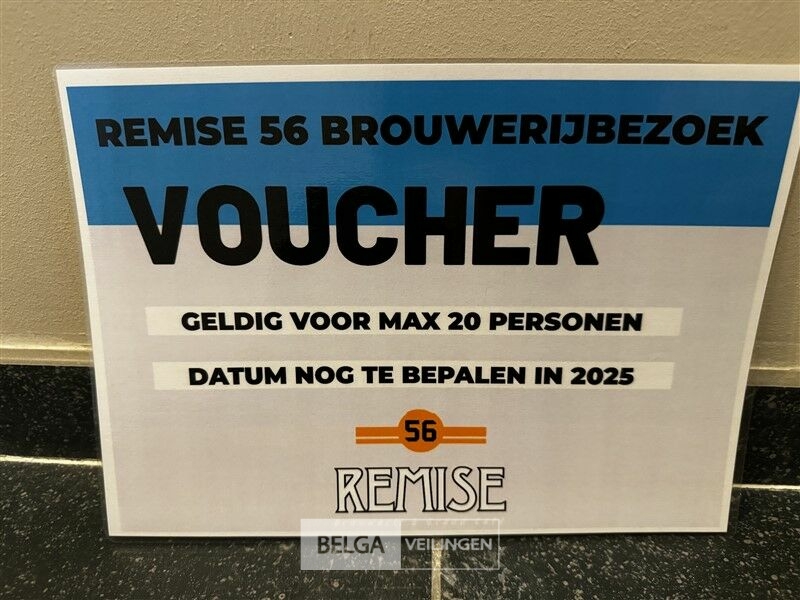 REMISE 56 BROUWERIJBEZOEK
VOUCHER
GELDIG VOOR MAX 20 PERSONEN
DATUM NOG TE BEPALEN IN 2025
56
REMISE
BELGA VEILINGEN